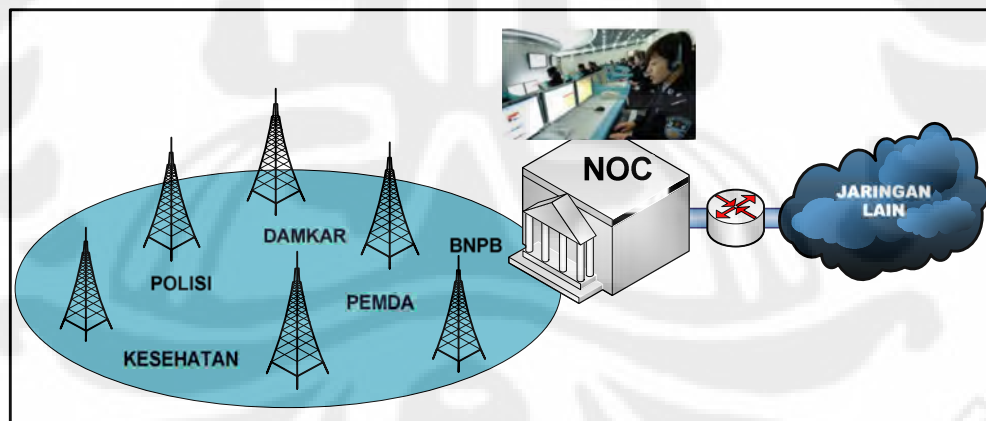 NOC
JARINGAN
LAIN
DAMKAR
BNPB
POLISI
PEMDA
KESEHATAN